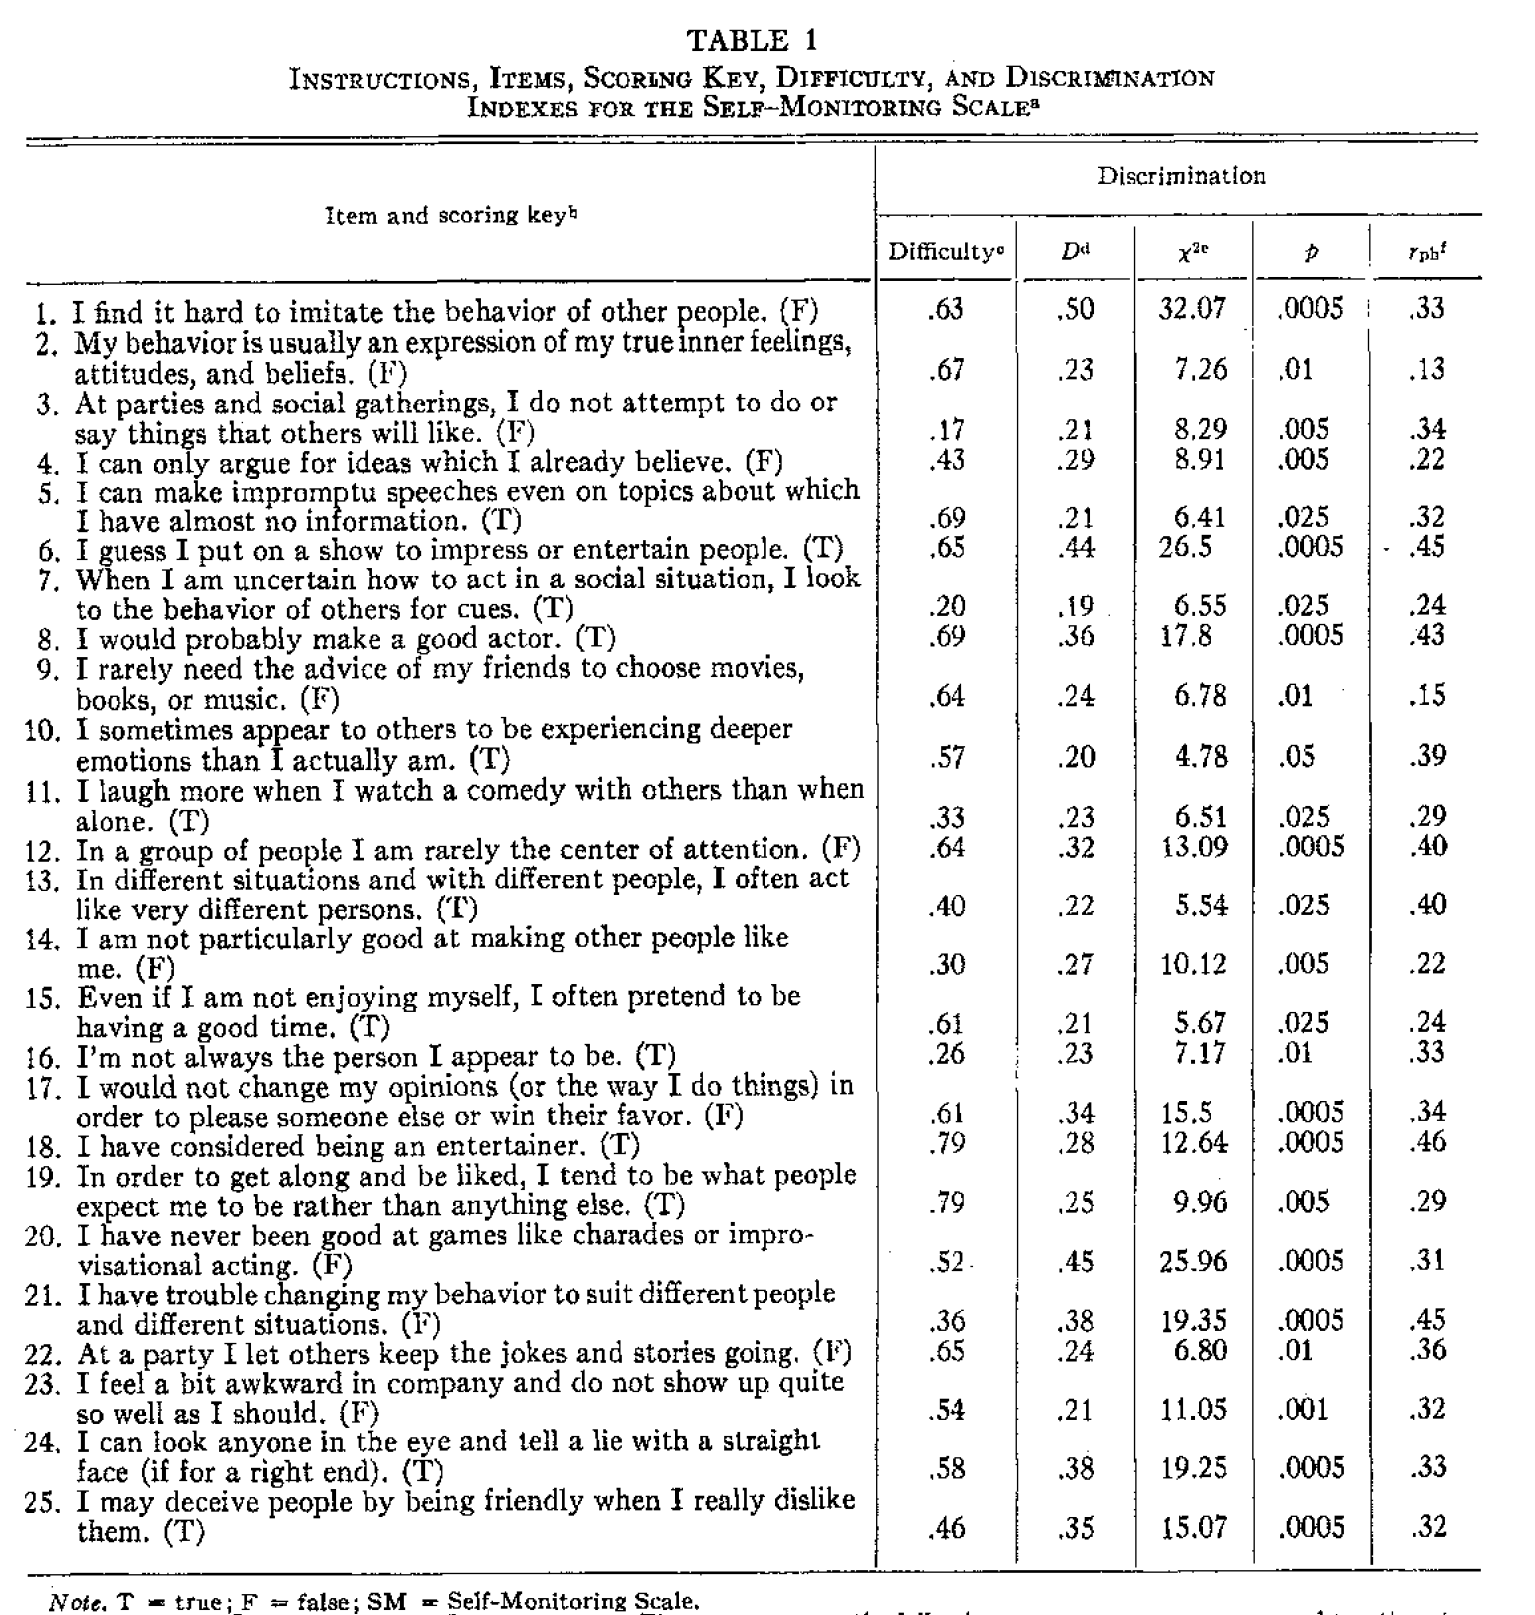 TABLE 1
INSTRUCTIONS, ITEMS, SCORING KEY, DIFFICULTY, AND DISCRIMINATION
INDEXES FOR THE SELF-MONITORING SCALEᵃ
Discrimination
Item and scoring keyᵇ
Difficultyᶜ Dᵈ χ²ᵉ p rₚbᶠ
1. I find it hard to imitate the behavior of other people. (F) .63 .50 32.07 .0005 .33
2. My behavior is usually an expression of my true inner feelings,
attitudes, and beliefs. (F) .67 .23 7.26 .01 .13
3. At parties and social gatherings, I do not attempt to do or
say things that others will like. (F) .17 .21 8.29 .005 .34
4. I can only argue for ideas which I already believe. (F) .43 .29 8.91 .005 .22
5. I can make impromptu speeches even on topics about which
I have almost no information. (T) .69 .21 6.41 .025 .32
6. I guess I put on a show to impress or entertain people. (T) .65 .44 26.5 .0005 .45
7. When I am uncertain how to act in a social situation, I look
to the behavior of others for cues. (T) .20 .19 6.55 .025 .24
8. I would probably make a good actor. (T) .69 .36 17.8 .0005 .43
9. I rarely need the advice of my friends to choose movies,
books, or music. (F) .64 .24 6.78 .01 .15
10. I sometimes appear to others to be experiencing deeper
emotions than I actually am. (T) .57 .20 4.78 .05 .39
11. I laugh more when I watch a comedy with others than when
alone. (T) .33 .23 6.51 .025 .29
12. In a group of people I am rarely the center of attention. (F) .64 .32 13.09 .0005 .40
13. In different situations and with different people, I often act
like very different persons. (T) .40 .22 5.54 .025 .40
14. I am not particularly good at making other people like
me. (F) .30 .27 10.12 .005 .22
15. Even if I am not enjoying myself, I often pretend to be
having a good time. (T) .61 .21 5.67 .025 .24
16. I'm not always the person I appear to be. (T) .26 .23 7.17 .01 .33
17. I would not change my opinions (or the way I do things) in
order to please someone else or win their favor. (F) .61 .34 15.5 .0005 .34
18. I have considered being an entertainer. (T) .79 .28 12.64 .0005 .46
19. In order to get along and be liked, I tend to be what people
expect me to be rather than anything else. (T) .79 .25 9.96 .005 .29
20. I have never been good at games like charades or impro-
visational acting. (F) .52 .45 25.96 .0005 .31
21. I have trouble changing my behavior to suit different people
and different situations. (F) .36 .38 19.35 .0005 .45
22. At a party I let others keep the jokes and stories going. (F) .65 .24 6.80 .01 .36
23. I feel a bit awkward in company and do not show up quite
so well as I should. (F) .54 .21 11.05 .001 .32
24. I can look anyone in the eye and tell a lie with a straight
face (if for a right end). (T) .58 .38 19.25 .0005 .33
25. I may deceive people by being friendly when I really dislike
them. (T) .46 .35 15.07 .0005 .32
Note. T = true; F = false; SM = Self-Monitoring Scale.